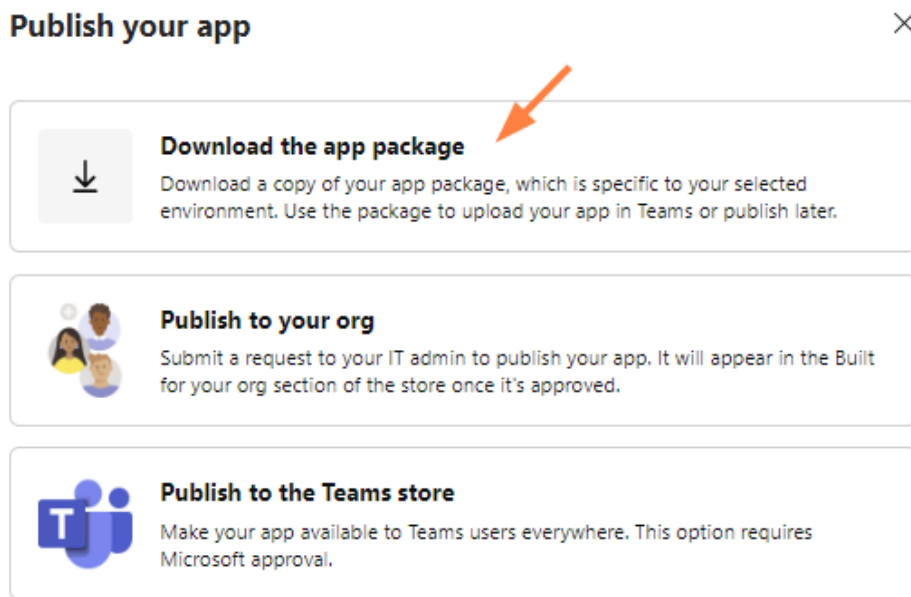 Publish your app
Download the app package
Download a copy of your app package, which is specific to your selected
environment. Use the package to upload your app in Teams or publish later.
Publish to your org
Submit a request to your IT admin to publish your app. It will appear in the Built
for your org section of the store once it's approved.
T
Publish to the Teams store
Make your app available to Teams users everywhere. This option requires
Microsoft approval.